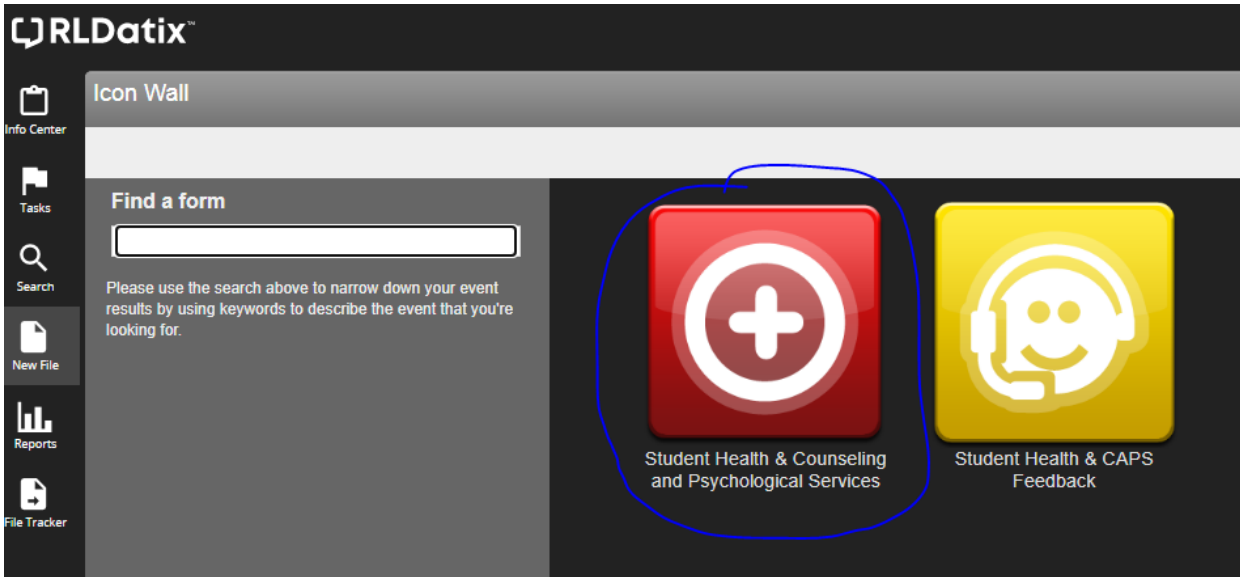 RLDatix™
Icon Wall
Info Center
Tasks
Search
New File
Reports
File Tracker
Find a form
Please use the search above to narrow down your event
results by using keywords to describe the event that you're
looking for.
Student Health & Counseling
and Psychological Services
Student Health & CAPS
Feedback